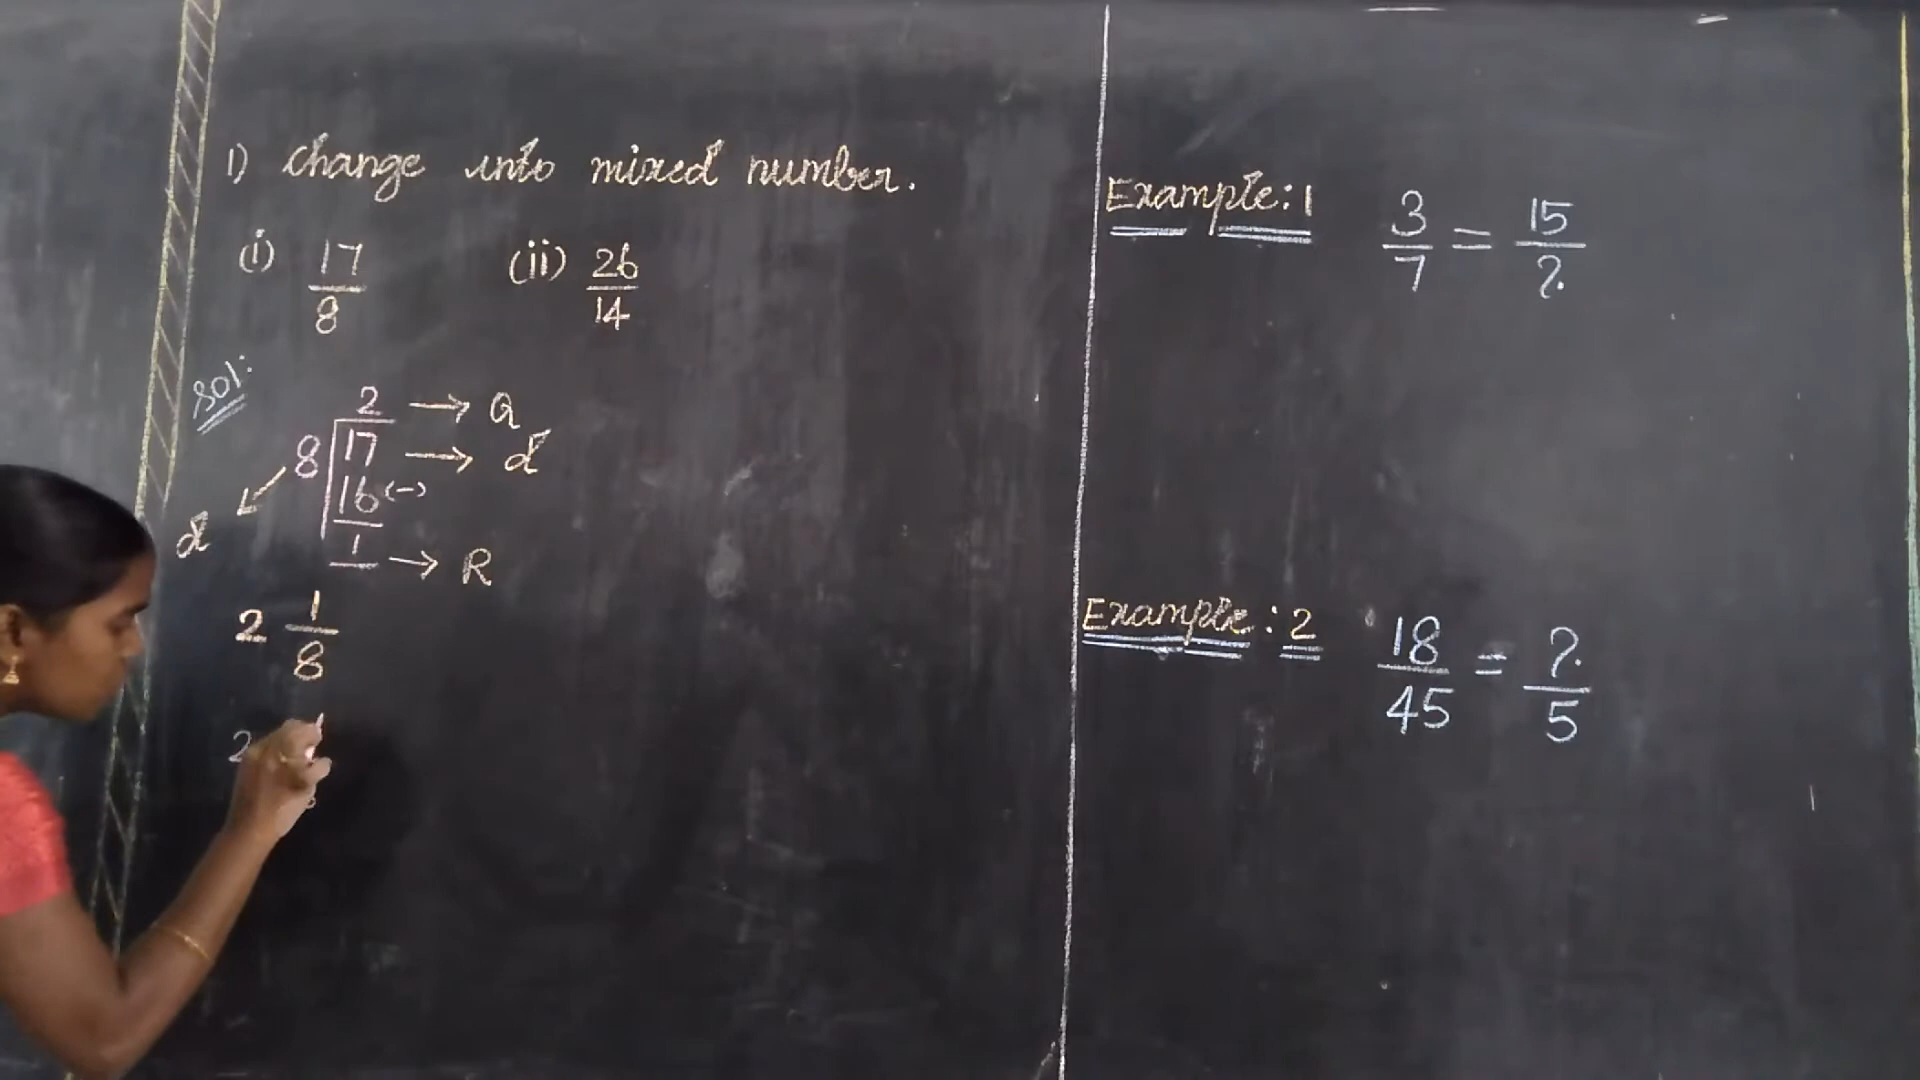 1) change into mixed number.
(i) 17/8 (ii) 26/14
Sol:
2 → Q
8 17 → d
16 (-)
d
1 → R
2 1/8
2
Example: 1 3/7 = 15/?
Example: 2 18/45 = ?/5